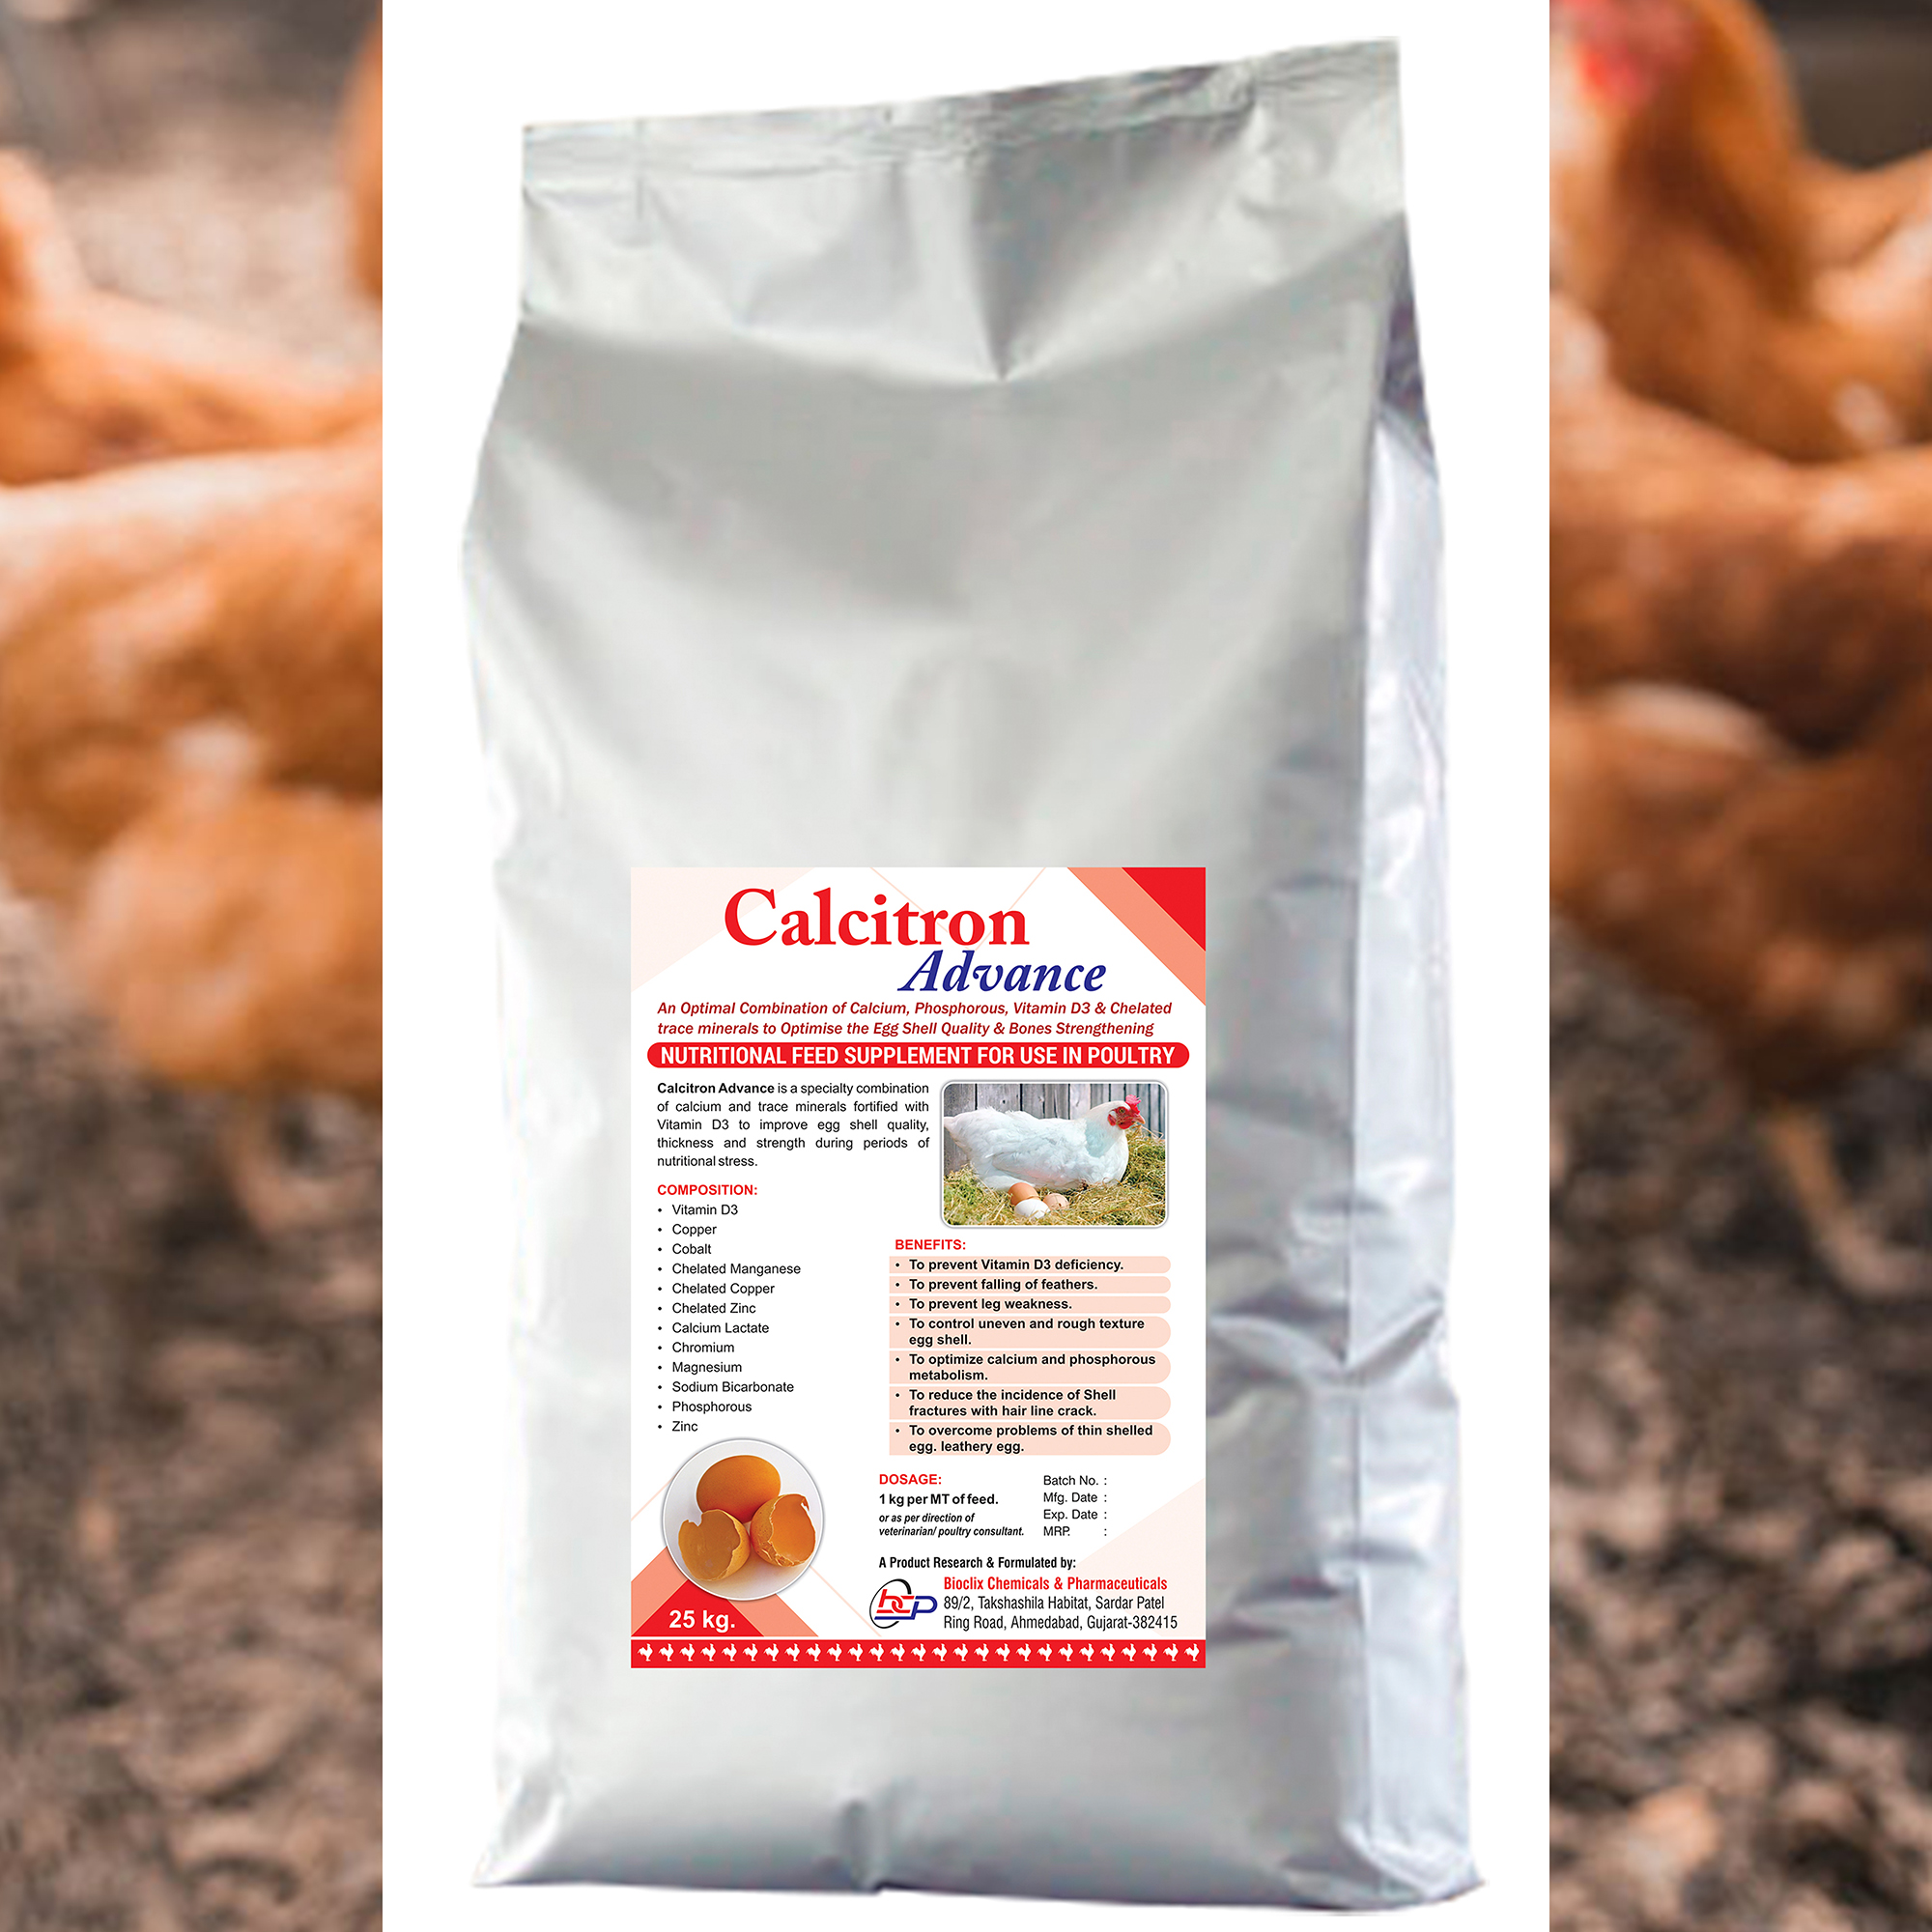 Calcitron
Advance
An Optimal Combination of Calcium, Phosphorous, Vitamin D3 & Chelated
trace minerals to Optimise the Egg Shell Quality & Bones Strengthening
NUTRITIONAL FEED SUPPLEMENT FOR USE IN POULTRY
Calcitron Advance is a specialty combination
of calcium and trace minerals fortified with
Vitamin D3 to improve egg shell quality,
thickness and strength during periods of
nutritional stress.
COMPOSITION:
• Vitamin D3
• Copper
• Cobalt
• Chelated Manganese
• Chelated Copper
• Chelated Zinc
• Calcium Lactate
• Chromium
• Magnesium
• Sodium Bicarbonate
• Phosphorous
• Zinc
BENEFITS:
• To prevent Vitamin D3 deficiency.
• To prevent falling of feathers.
• To prevent leg weakness.
• To control uneven and rough texture
egg shell.
• To optimize calcium and phosphorous
metabolism.
• To reduce the incidence of Shell
fractures with hair line crack.
• To overcome problems of thin shelled
egg. leathery egg.
DOSAGE:
1 kg per MT of feed.
or as per direction of
veterinarian/ poultry consultant.
Batch No. :
Mfg. Date :
Exp. Date :
MRP. :
A Product Research & Formulated by:
bcp
Bioclix Chemicals & Pharmaceuticals
89/2, Takshashila Habitat, Sardar Patel
Ring Road, Ahmedabad, Gujarat-382415
25 kg.